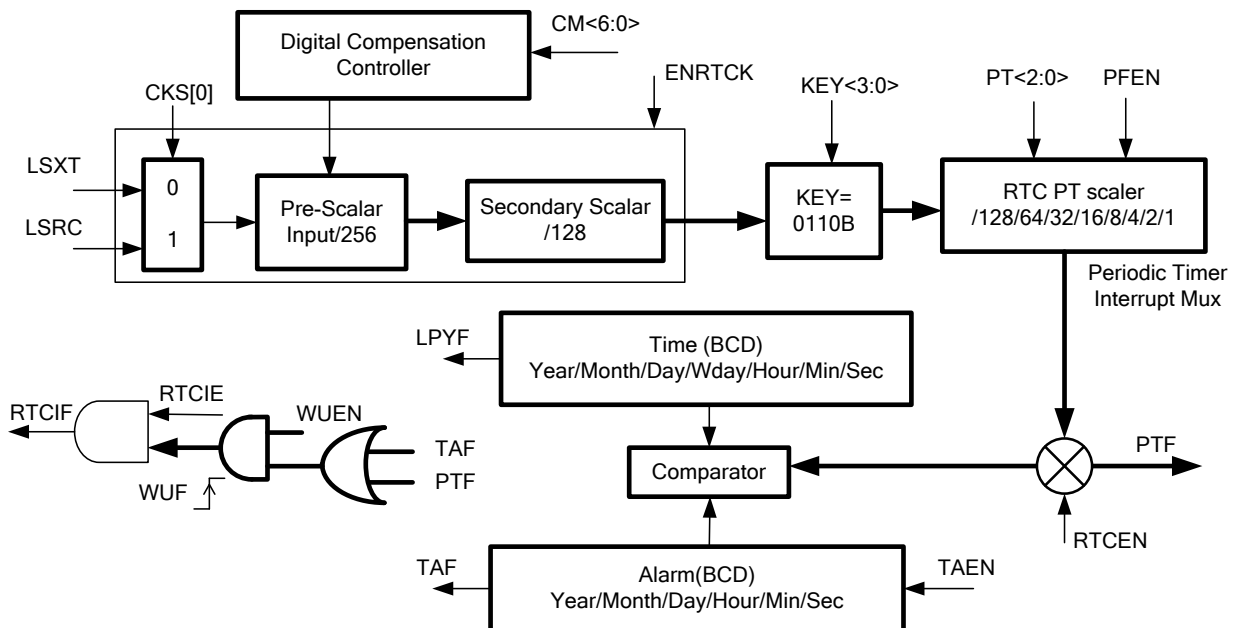 Digital Compensation
Controller
CM<6:0>
CKS[0]
ENRTCK
KEY<3:0>
PT<2:0>
PFEN
LSXT
LSRC
0
1
Pre-Scalar
Input/256
Secondary Scalar
/128
KEY=
0110B
RTC PT scaler
/128/64/32/16/8/4/2/1
Periodic Timer
Interrupt Mux
LPYF
Time (BCD)
Year/Month/Day/Wday/Hour/Min/Sec
RTCIF
RTCIE
WUEN
TAF
PTF
WUF
Comparator
PTF
RTCEN
TAF
Alarm(BCD)
Year/Month/Day/Hour/Min/Sec
TAEN